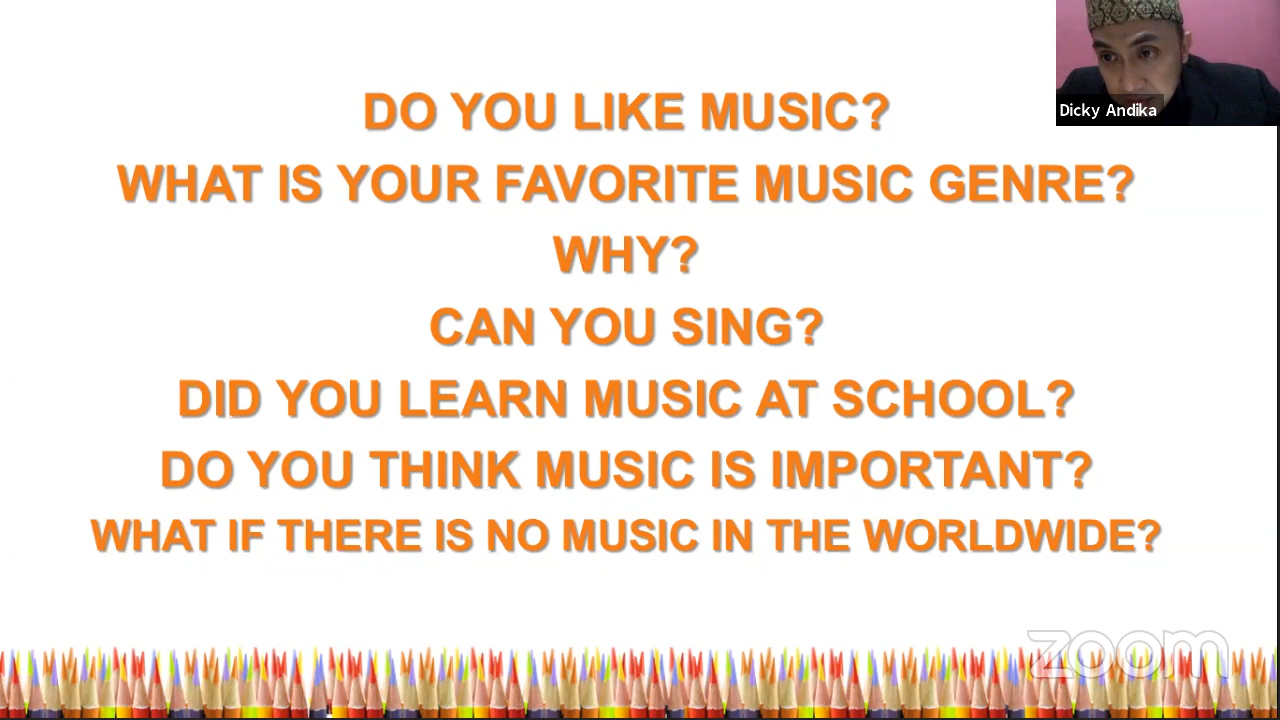 DO YOU LIKE MUSIC?
WHAT IS YOUR FAVORITE MUSIC GENRE?
WHY?
CAN YOU SING?
DID YOU LEARN MUSIC AT SCHOOL?
DO YOU THINK MUSIC IS IMPORTANT?
WHAT IF THERE IS NO MUSIC IN THE WORLDWIDE?
Dicky Andika
zoom